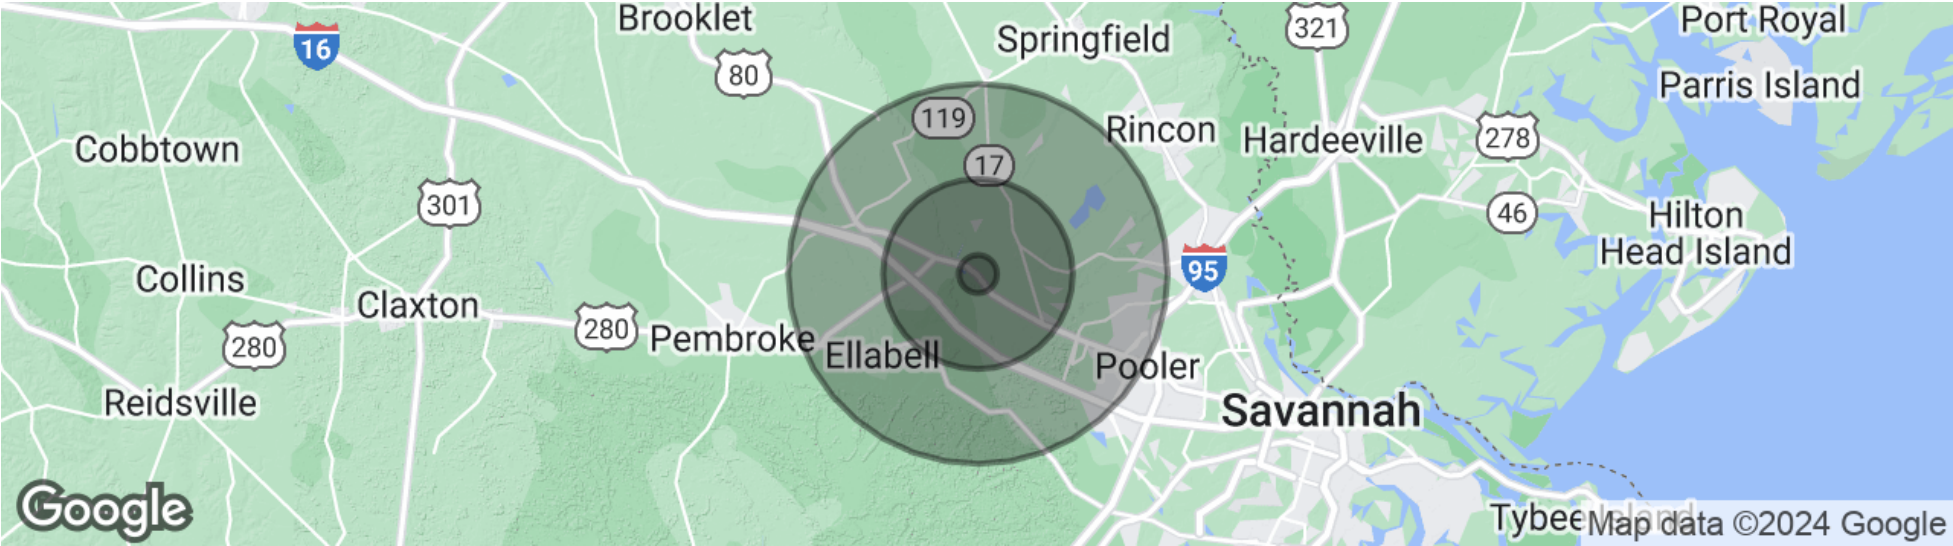 Brooklet
Springfield
321
Port Royal
16
80
Parris Island
119
Rincon
Hardeeville
278
Cobbtown
17
301
46
Hilton
Head Island
Collins
95
Claxton
280
Pembroke
280
Ellabell
Pooler
Reidsville
Savannah
Google
Tybee Island
Map data ©2024 Google